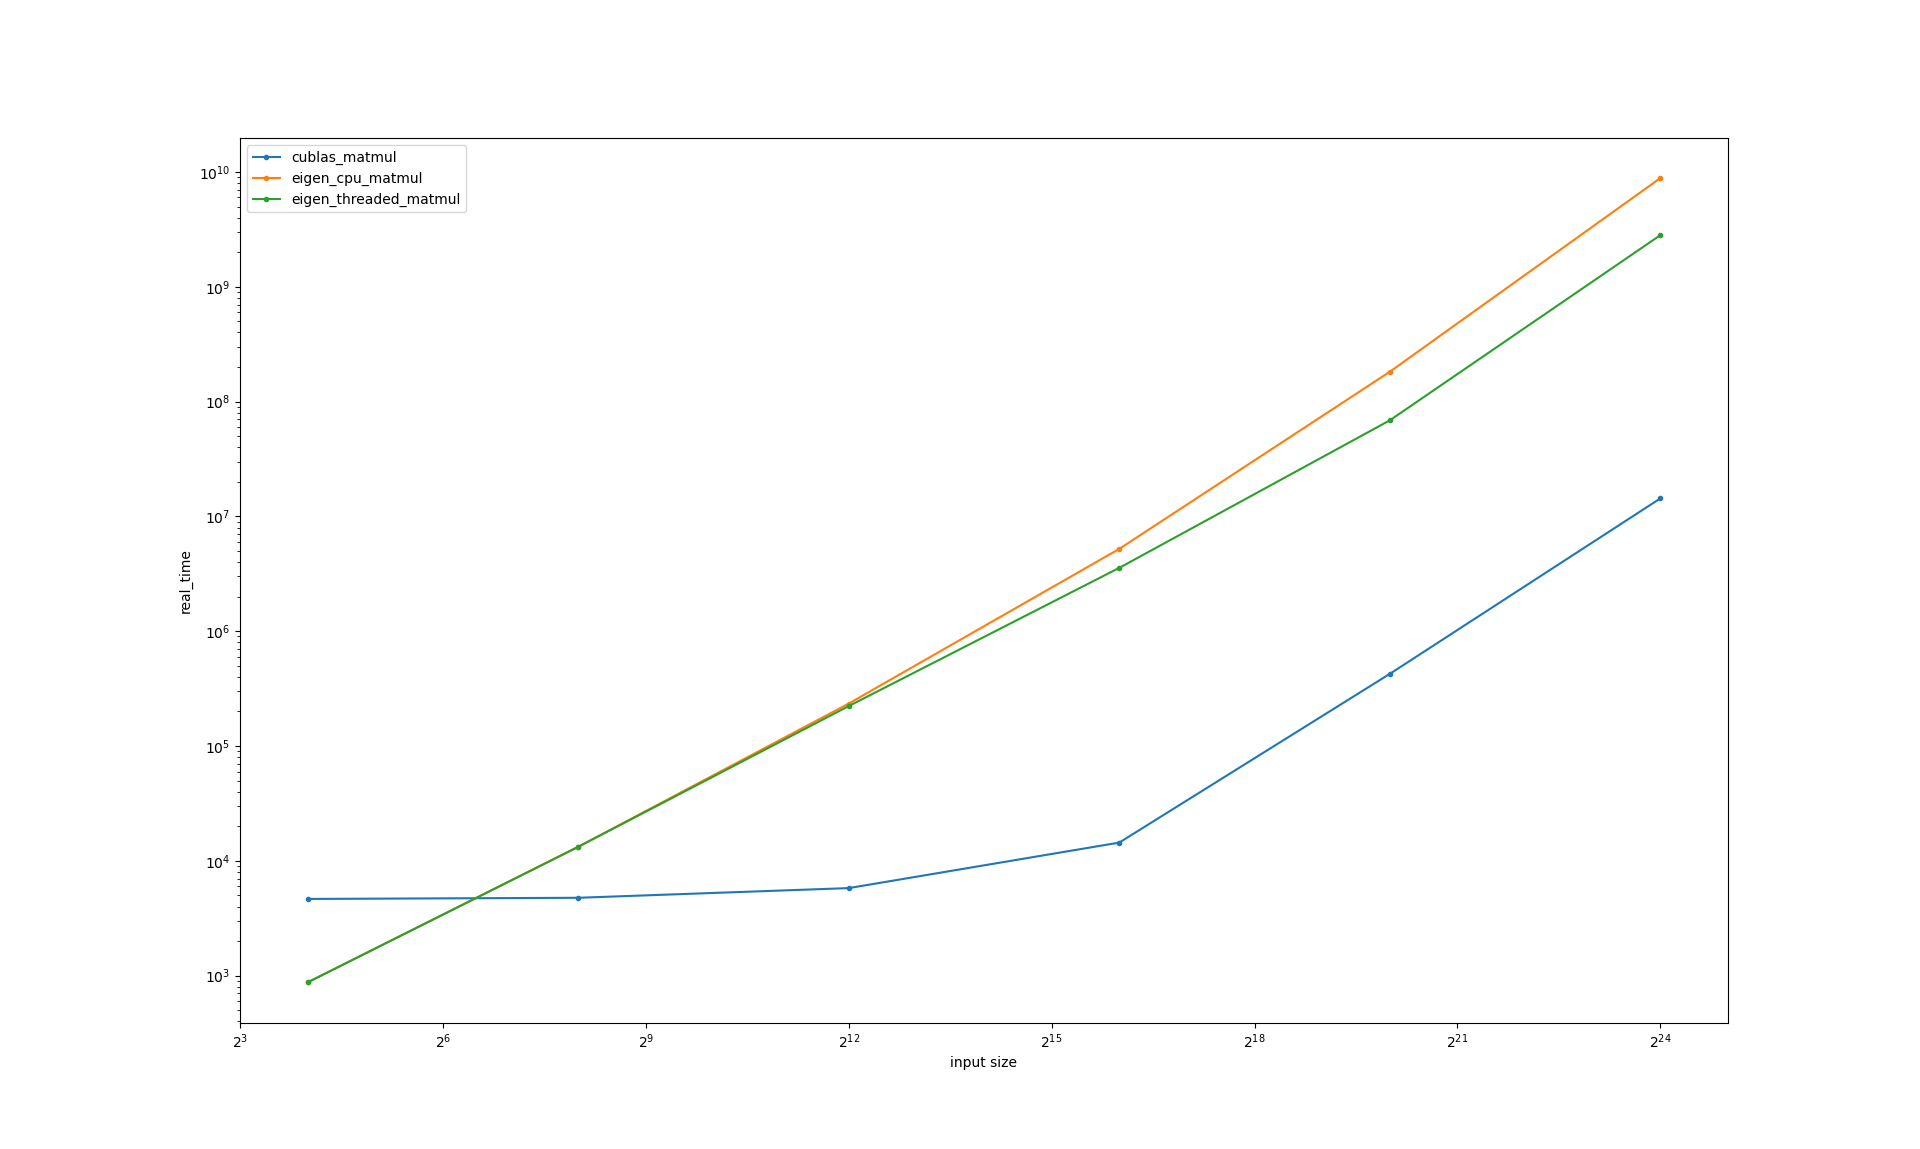 cublas_matmul
eigen_cpu_matmul
eigen_threaded_matmul
10^10
10^9
10^8
10^7
10^6
10^5
10^4
10^3
real_time
2^3 2^6 2^9 2^12 2^15 2^18 2^21 2^24
input size